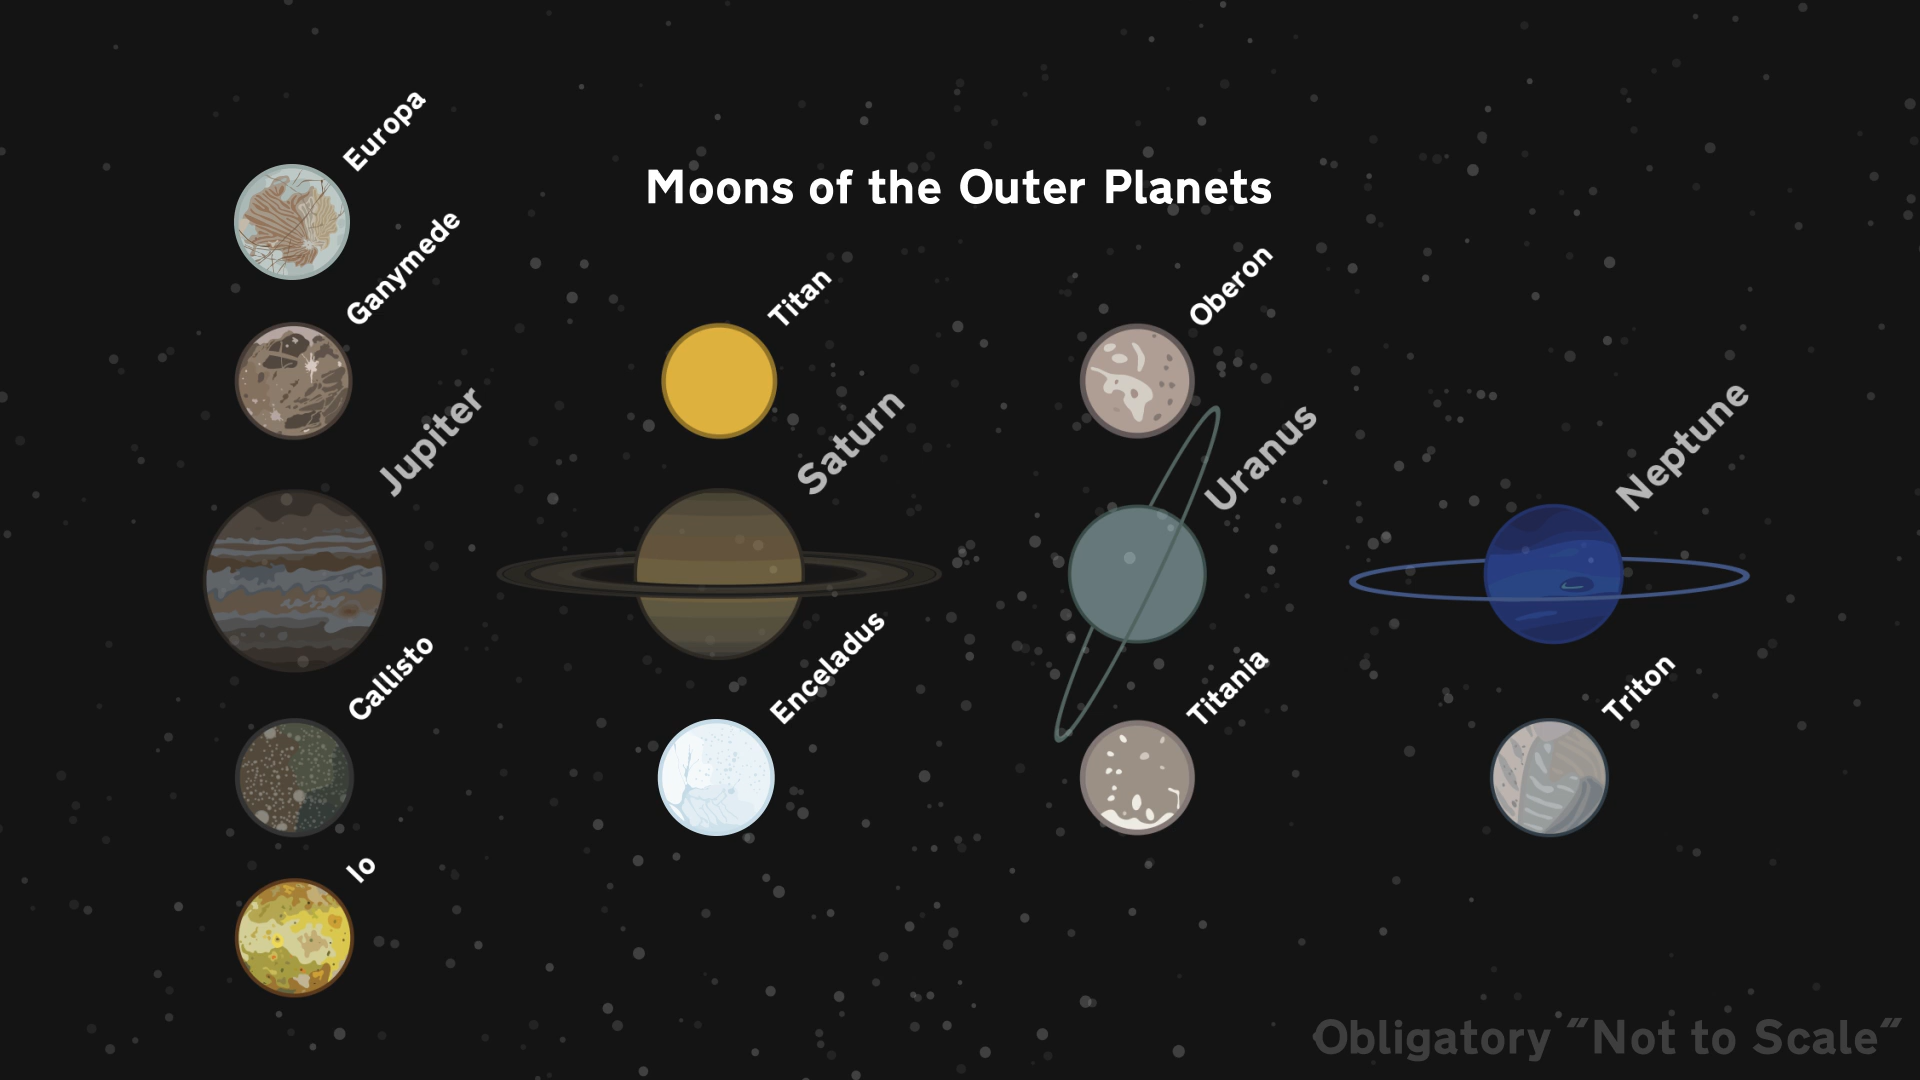 Moons of the Outer Planets
Europa
Ganymede
Jupiter
Callisto
Io
Titan
Saturn
Enceladus
Oberon
Uranus
Titania
Neptune
Triton
Obligatory "Not to Scale"